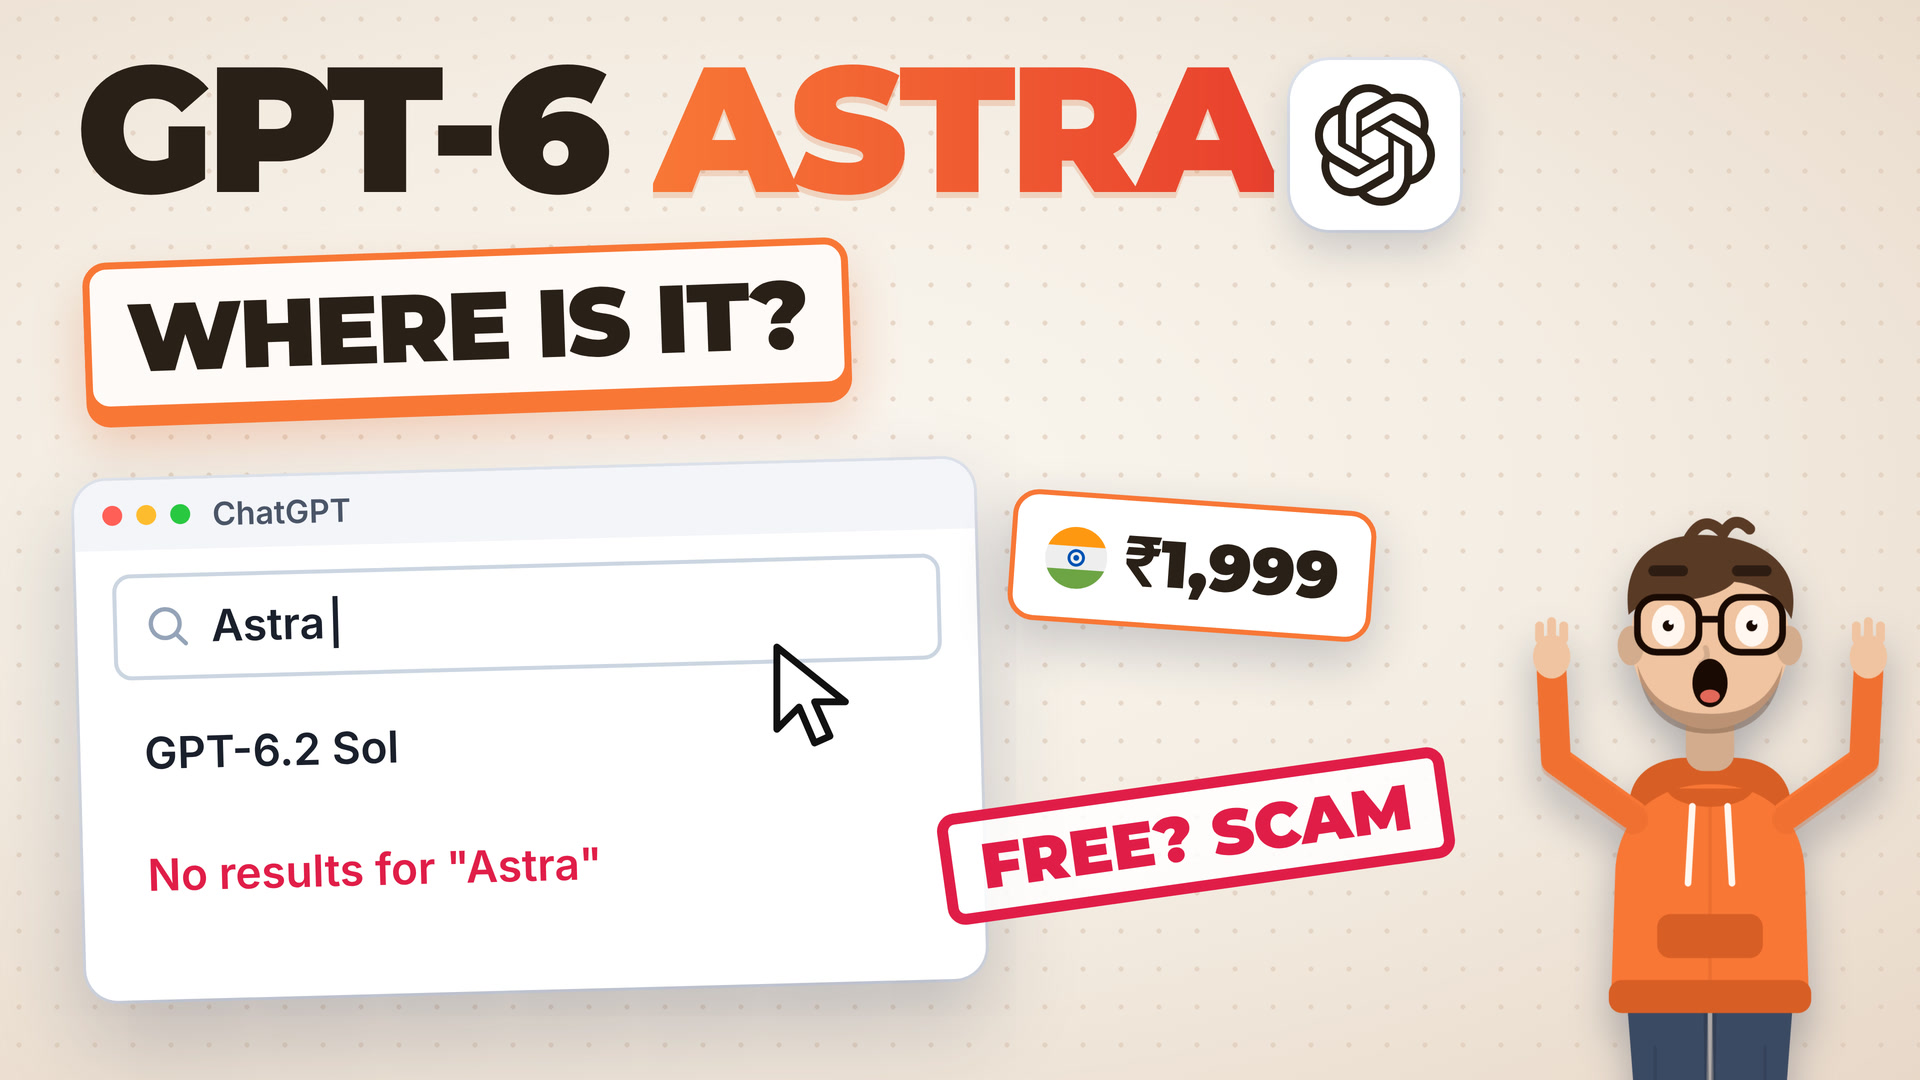 GPT-6 ASTRA
WHERE IS IT?
ChatGPT
Astra
GPT-6.2 Sol
No results for "Astra"
₹1,999
FREE? SCAM